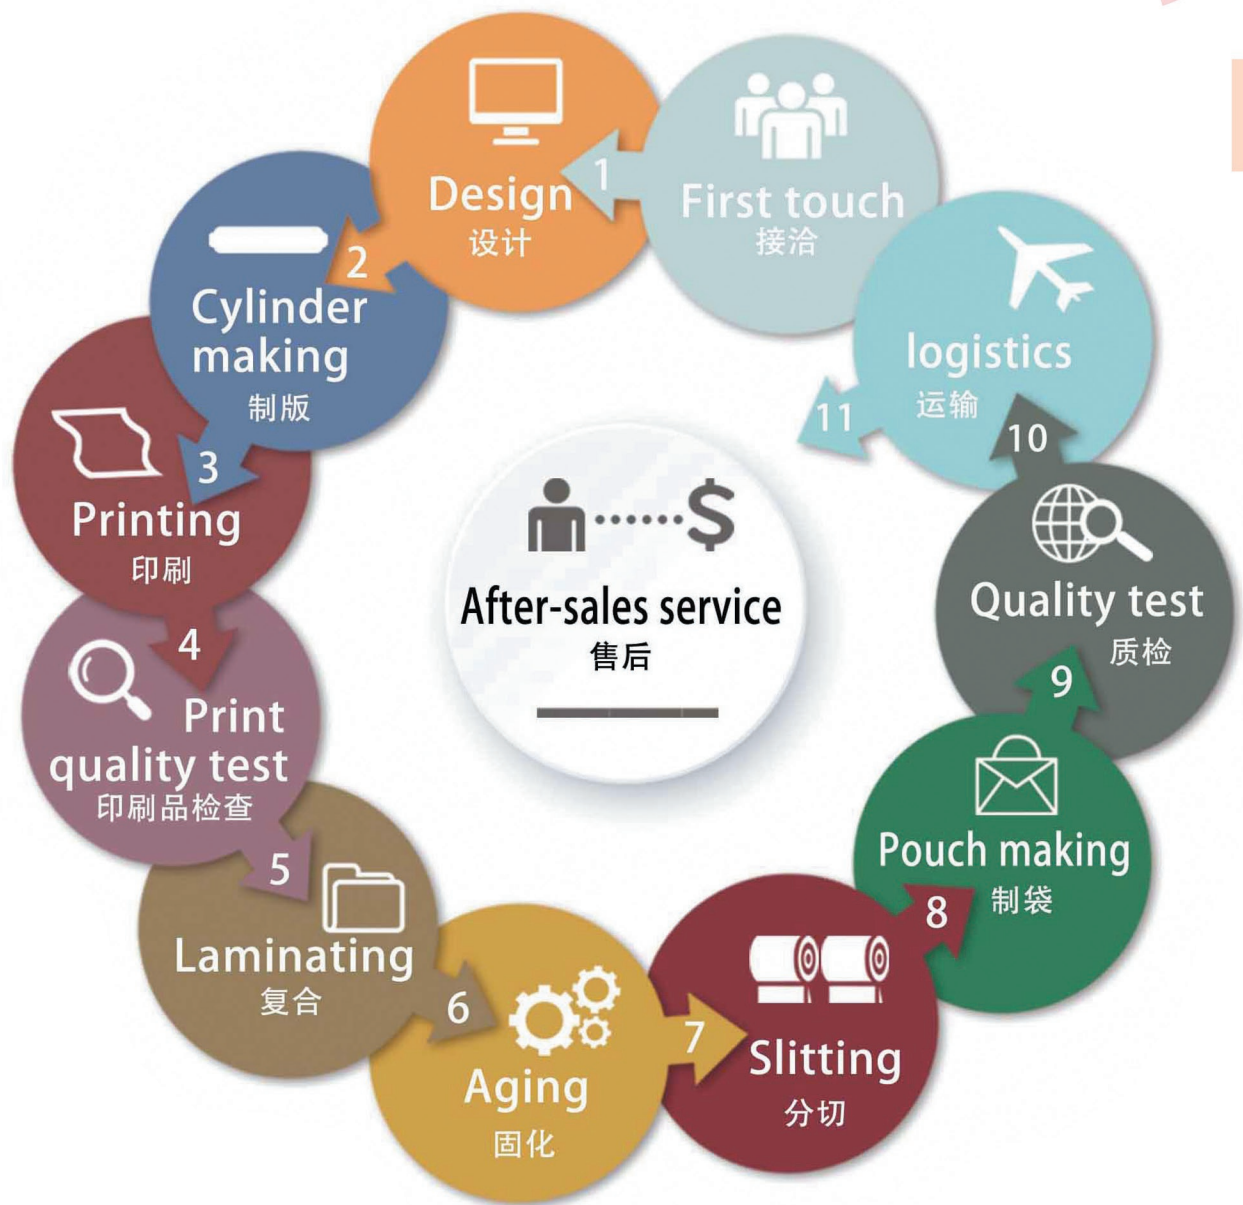 First touch
接洽
1
Design
设计
2
Cylinder
making
制版
3
Printing
印刷
4
Print
quality test
印刷品检查
5
Laminating
复合
6
Aging
固化
7
Slitting
分切
8
Pouch making
制袋
9
Quality test
质检
10
logistics
运输
11
After-sales service
售后